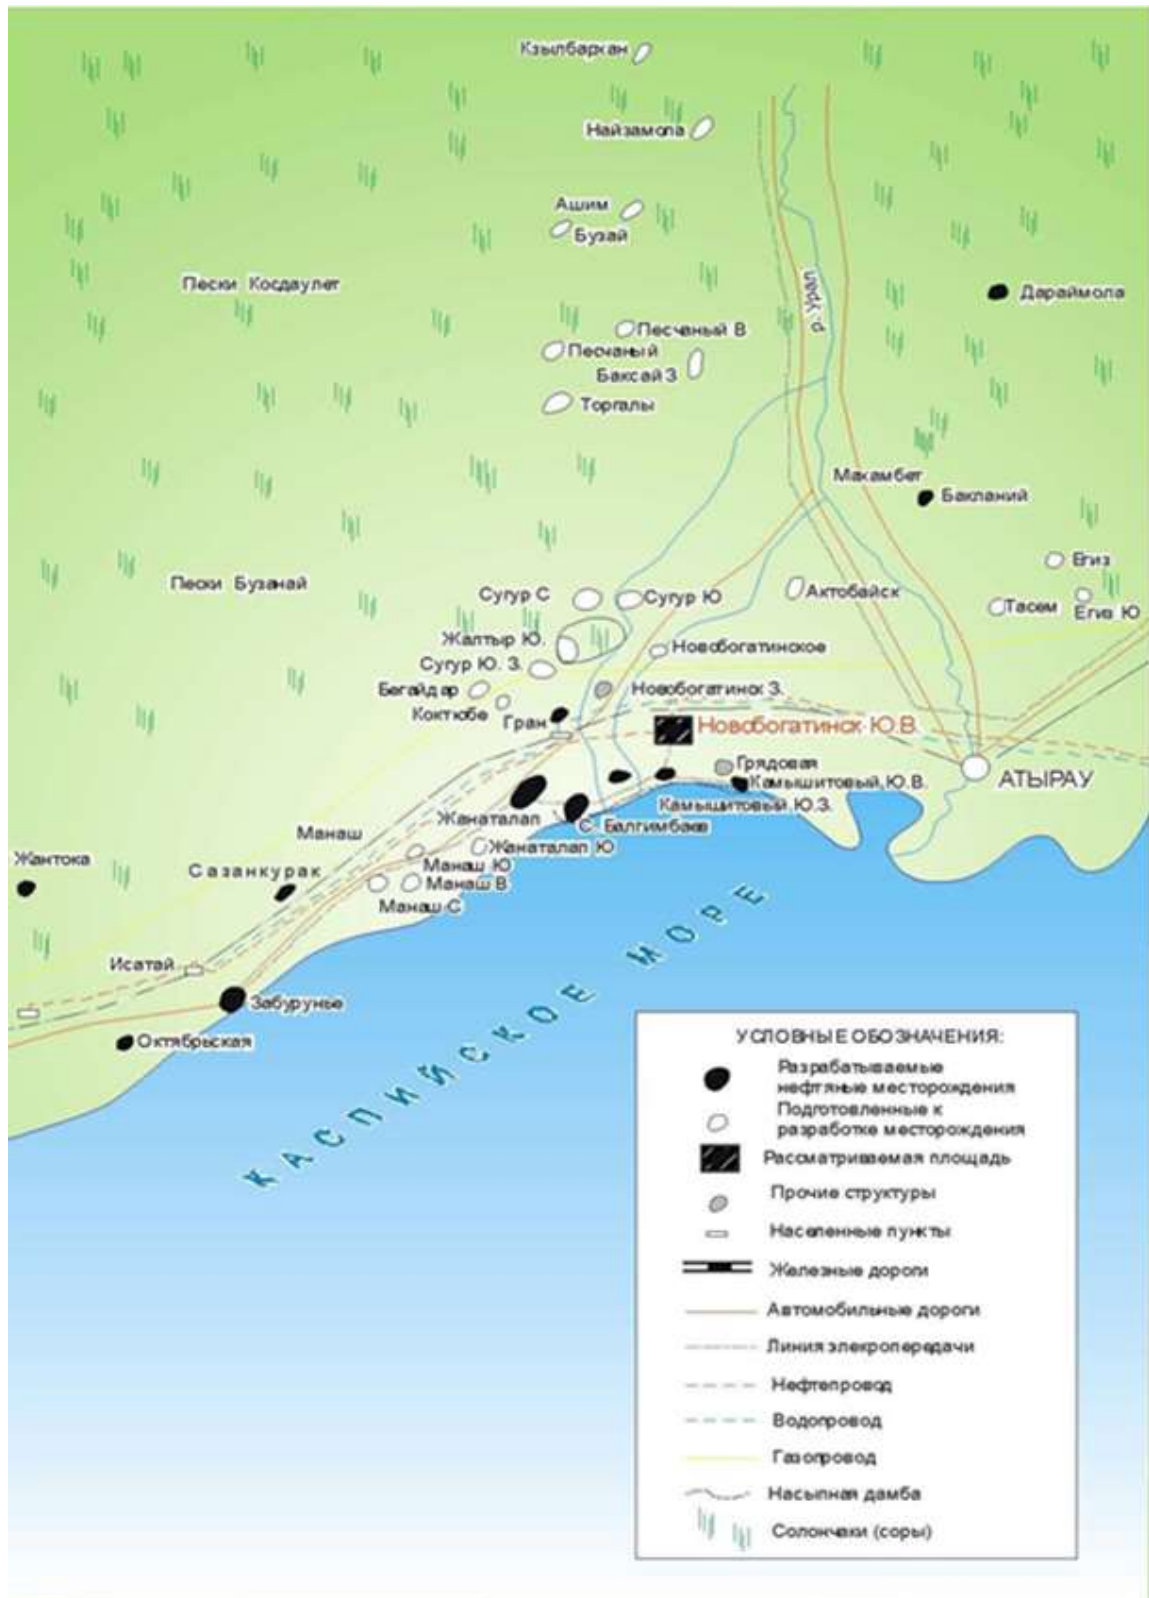 Кзылбархан
Найзамола
Ашим
Бузай
Пески Косдаулет
р. Урал
Дараймола
Песчаный В
Песчаный
Баксай З
Торгалы
Макамбет
Бакланий
Егиз
Пески Бузанай
Сугур С
Сугур Ю
Актобайск
Тасем
Егиз Ю
Жалтыр Ю.
Новобогатинское
Сугур Ю. З.
Бегайдар
Новобогатинск З.
Коктюбе
Гран
Новобогатинск Ю.В.
Грядовая
Камышитовый Ю.В.
АТЫРАУ
Камышитовый Ю.З.
Жанаталап
С. Балгимбаев
Манаш
Жанаталап Ю
Жантока
Манаш Ю
Сазанкурак
Манаш В
Манаш С
Исатай
Забурунье
Октябрьская
КАСПИЙСКОЕ МОРЕ
УСЛОВНЫЕ ОБОЗНАЧЕНИЯ:
Разрабатываемые
нефтяные месторождения
Подготовленные к
разработке месторождения
Рассматриваемая площадь
Прочие структуры
Населенные пункты
Железные дороги
Автомобильные дороги
Линия элекропередачи
Нефтепровод
Водопровод
Газопровод
Насыпная дамба
Солончаки (соры)